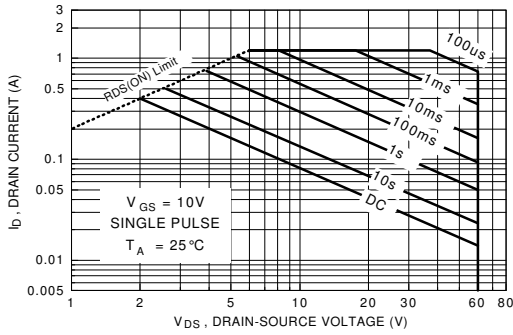 3
2
1
0.5
0.1
0.05
0.01
0.005
I_D , DRAIN CURRENT (A)
RDS(ON) Limit
100us
1ms
10ms
100ms
1s
10s
DC
V_GS = 10V
SINGLE PULSE
T_A = 25°C
1 2 5 10 20 30 60 80
V_DS , DRAIN-SOURCE VOLTAGE (V)